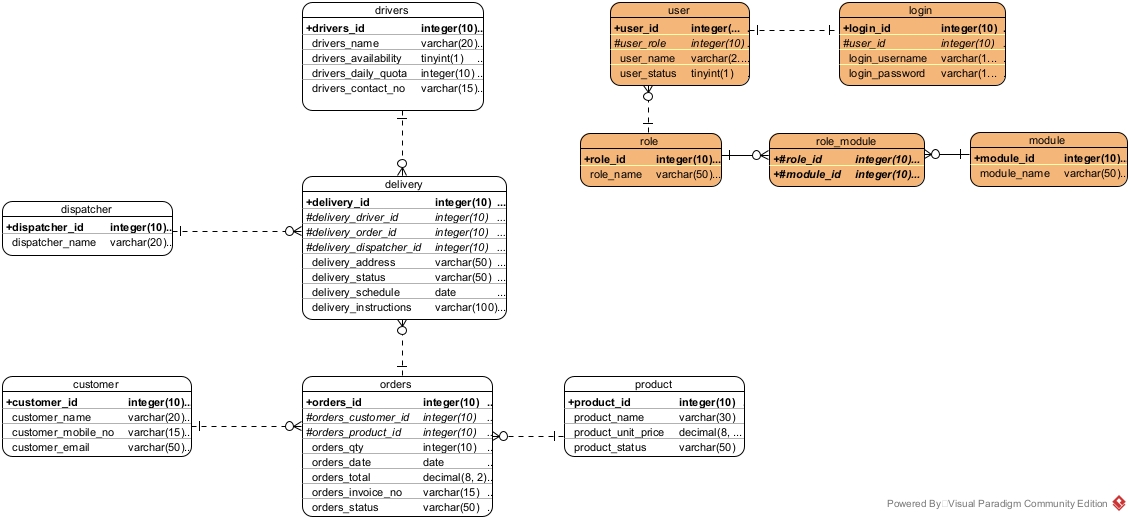 drivers
+drivers_id integer(10)...
drivers_name varchar(20)...
drivers_availability tinyint(1) ...
drivers_daily_quota integer(10) ...
drivers_contact_no varchar(15)...
user
+user_id integer(...
#user_role integer(10)
user_name varchar(2...
user_status tinyint(1)
login
+login_id integer(10)
#user_id integer(10)
login_username varchar(1...
login_password varchar(1...
role
+role_id integer(10)...
role_name varchar(50)...
role_module
+#role_id integer(10)...
+#module_id integer(10)...
module
+module_id integer(10)...
module_name varchar(50)...
delivery
+delivery_id integer(10) ...
#delivery_driver_id integer(10) ...
#delivery_order_id integer(10) ...
#delivery_dispatcher_id integer(10) ...
delivery_address varchar(50) ...
delivery_status varchar(50) ...
delivery_schedule date ...
delivery_instructions varchar(100)...
dispatcher
+dispatcher_id integer(10)...
dispatcher_name varchar(20)...
customer
+customer_id integer(10)...
customer_name varchar(20)...
customer_mobile_no varchar(15)...
customer_email varchar(50)...
orders
+orders_id integer(10) ..
#orders_customer_id integer(10) ..
#orders_product_id integer(10) ..
orders_qty integer(10) ..
orders_date date ..
orders_total decimal(8, 2)..
orders_invoice_no varchar(15) ..
orders_status varchar(50) ..
product
+product_id integer(10)
product_name varchar(30)
product_unit_price decimal(8, ...
product_status varchar(50)
Powered By Visual Paradigm Community Edition